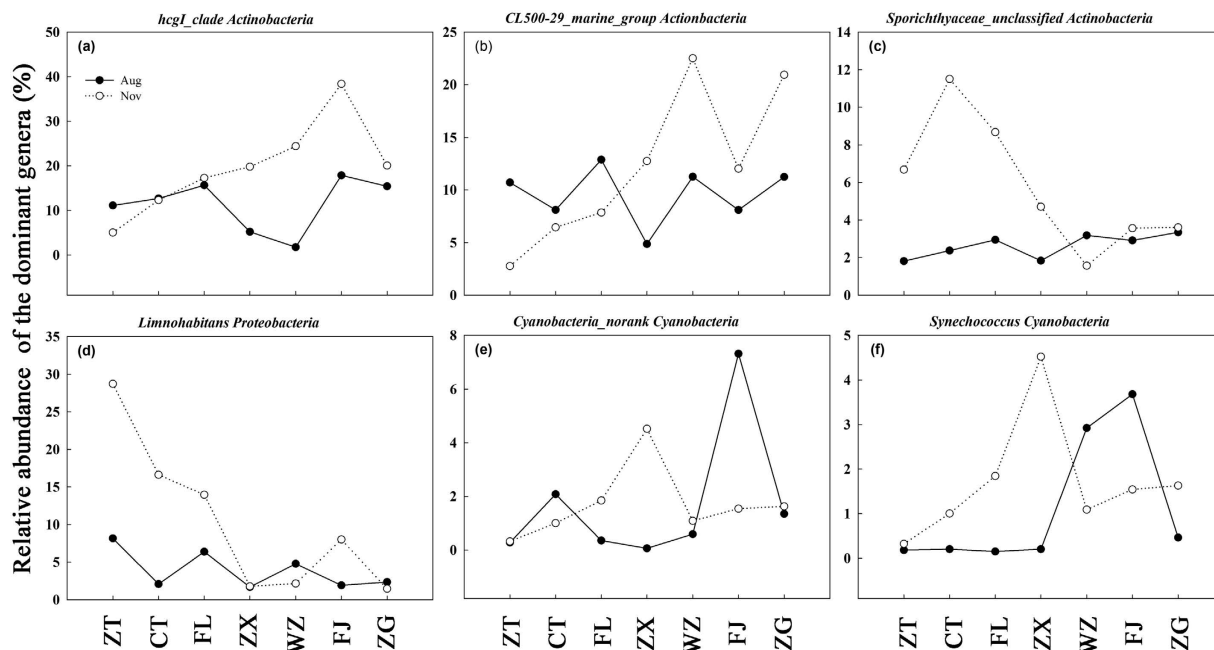 Relative abundance of the dominant genera (%)
hcgI_clade Actinobacteria
(a)
50
40
30
20
10
0
Aug
Nov
CL500-29_marine_group Actionbacteria
(b)
25
20
15
10
5
0
Sporichthyaceae_unclassified Actinobacteria
(c)
14
12
10
8
6
4
2
0
Limnohabitans Proteobacteria
(d)
35
30
25
20
15
10
5
0
ZT CT FL ZX WZ FJ ZG
Cyanobacteria_norank Cyanobacteria
(e)
8
6
4
2
0
ZT CT FL ZX WZ FJ ZG
Synechococcus Cyanobacteria
(f)
5
4
3
2
1
0
ZT CT FL ZX WZ FJ ZG